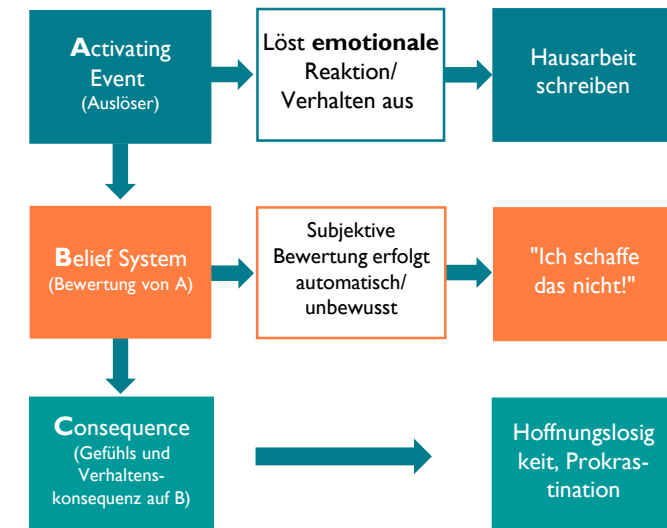 Activating
Event
(Auslöser)
Löst emotionale
Reaktion/
Verhalten aus
Hausarbeit
schreiben
Belief System
(Bewertung von A)
Subjektive
Bewertung erfolgt
automatisch/
unbewusst
"Ich schaffe
das nicht!"
Consequence
(Gefühls und
Verhaltens-
konsequenz auf B)
Hoffnungslosig
keit, Prokras-
tination